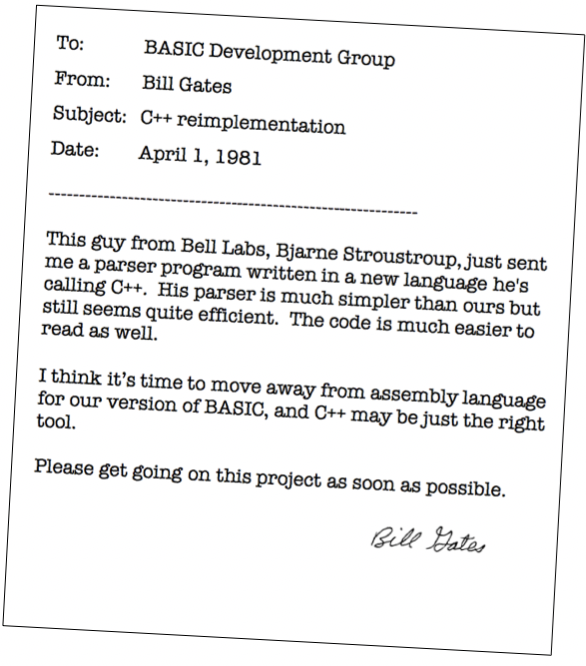 To: BASIC Development Group
From: Bill Gates
Subject: C++ reimplementation
Date: April 1, 1981
------------------------------------------------------------
This guy from Bell Labs, Bjarne Stroustroup, just sent
me a parser program written in a new language he's
calling C++. His parser is much simpler than ours but
still seems quite efficient. The code is much easier to
read as well.
I think it's time to move away from assembly language
for our version of BASIC, and C++ may be just the right
tool.
Please get going on this project as soon as possible.
Bill Gates